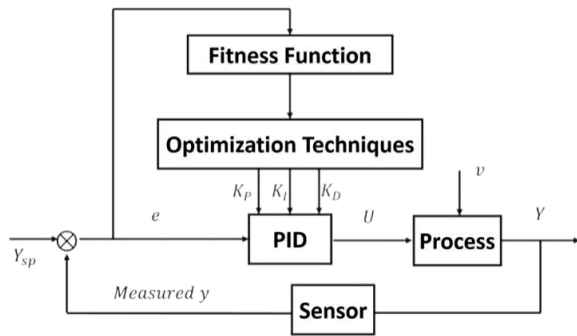 Fitness Function
Optimization Techniques
K_P K_I K_D
v
e
U
Y
Y_sp
PID
Process
Measured y
Sensor